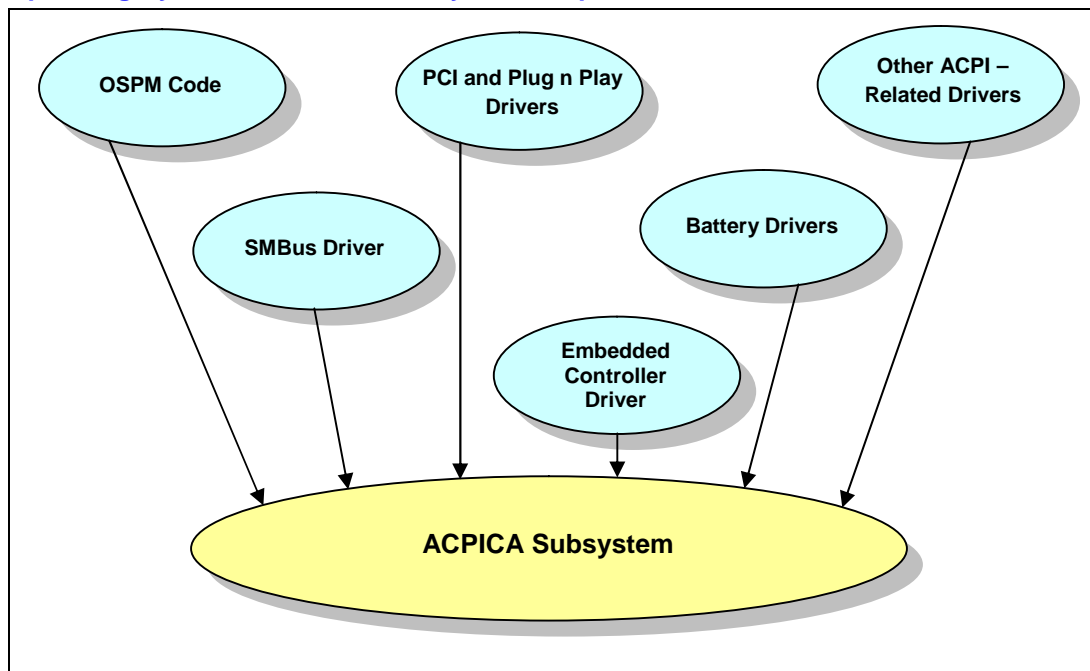 OSPM Code
PCI and Plug n Play
Drivers
Other ACPI –
Related Drivers
SMBus Driver
Battery Drivers
Embedded
Controller
Driver
ACPICA Subsystem